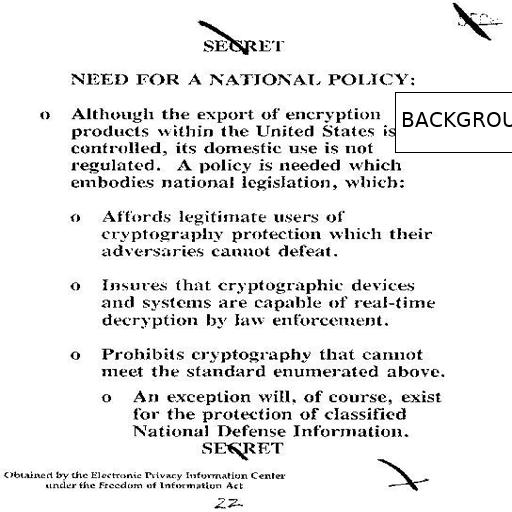 SECRET
NEED FOR A NATIONAL POLICY:
o Although the export of encryption
products within the United States is
BACKGROU
controlled, its domestic use is not
regulated. A policy is needed which
embodies national legislation, which:
o Affords legitimate users of
cryptography protection which their
adversaries cannot defeat.
o Insures that cryptographic devices
and systems are capable of real-time
decryption by law enforcement.
o Prohibits cryptography that cannot
meet the standard enumerated above.
o An exception will, of course, exist
for the protection of classified
National Defense Information.
SECRET
Obtained by the Electronic Privacy Information Center
under the Freedom of Information Act
22